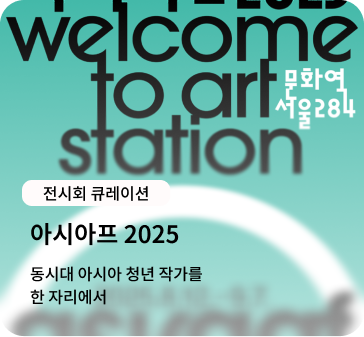 welcome
to art
station
문화역
서울284
전시회 큐레이션
아시아프 2025
동시대 아시아 청년 작가를
한 자리에서